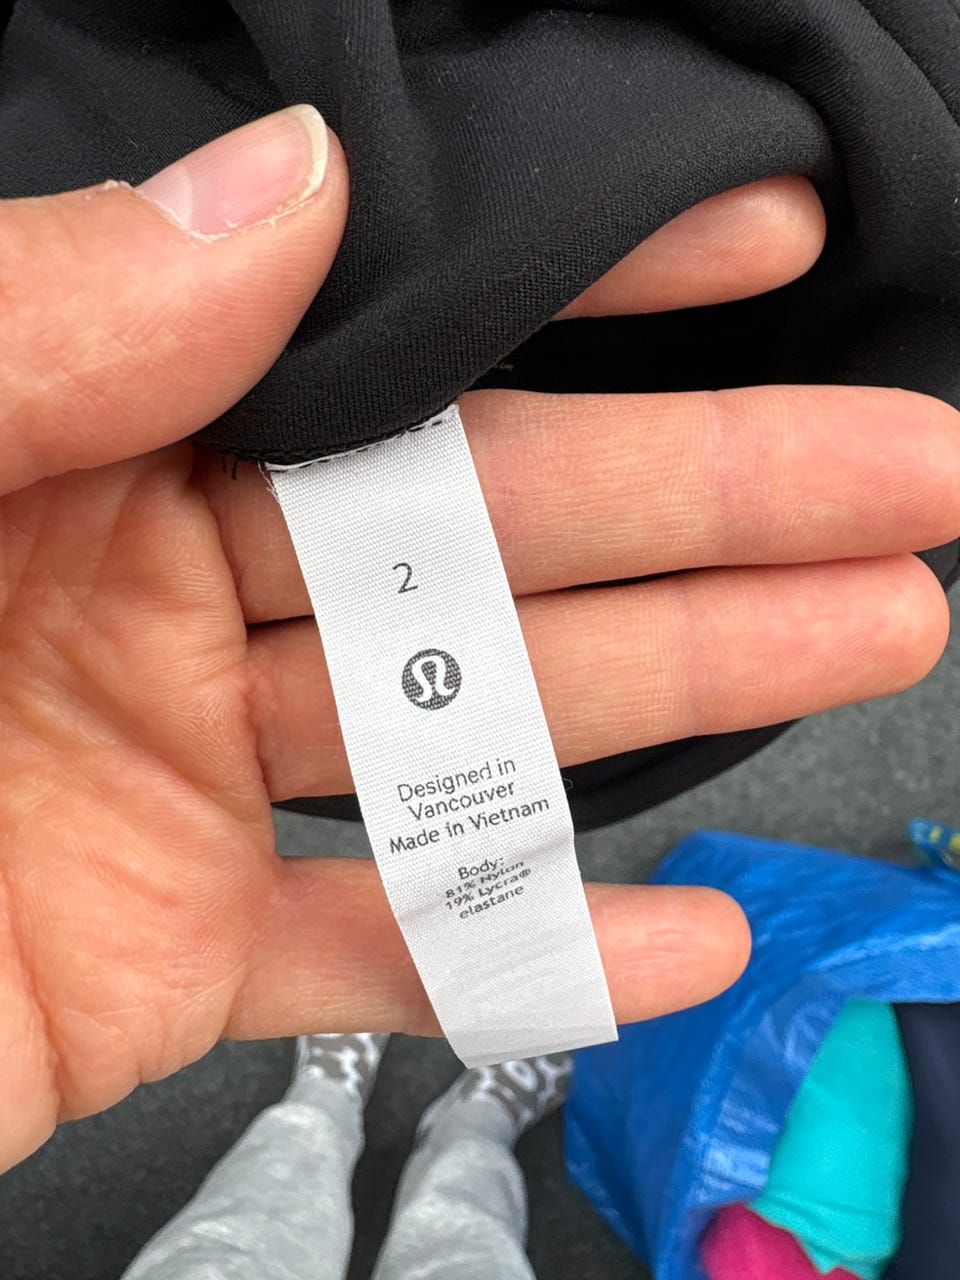 2
Designed in
Vancouver
Made in Vietnam
Body:
81% Nylon
19% Lycra®
elastane